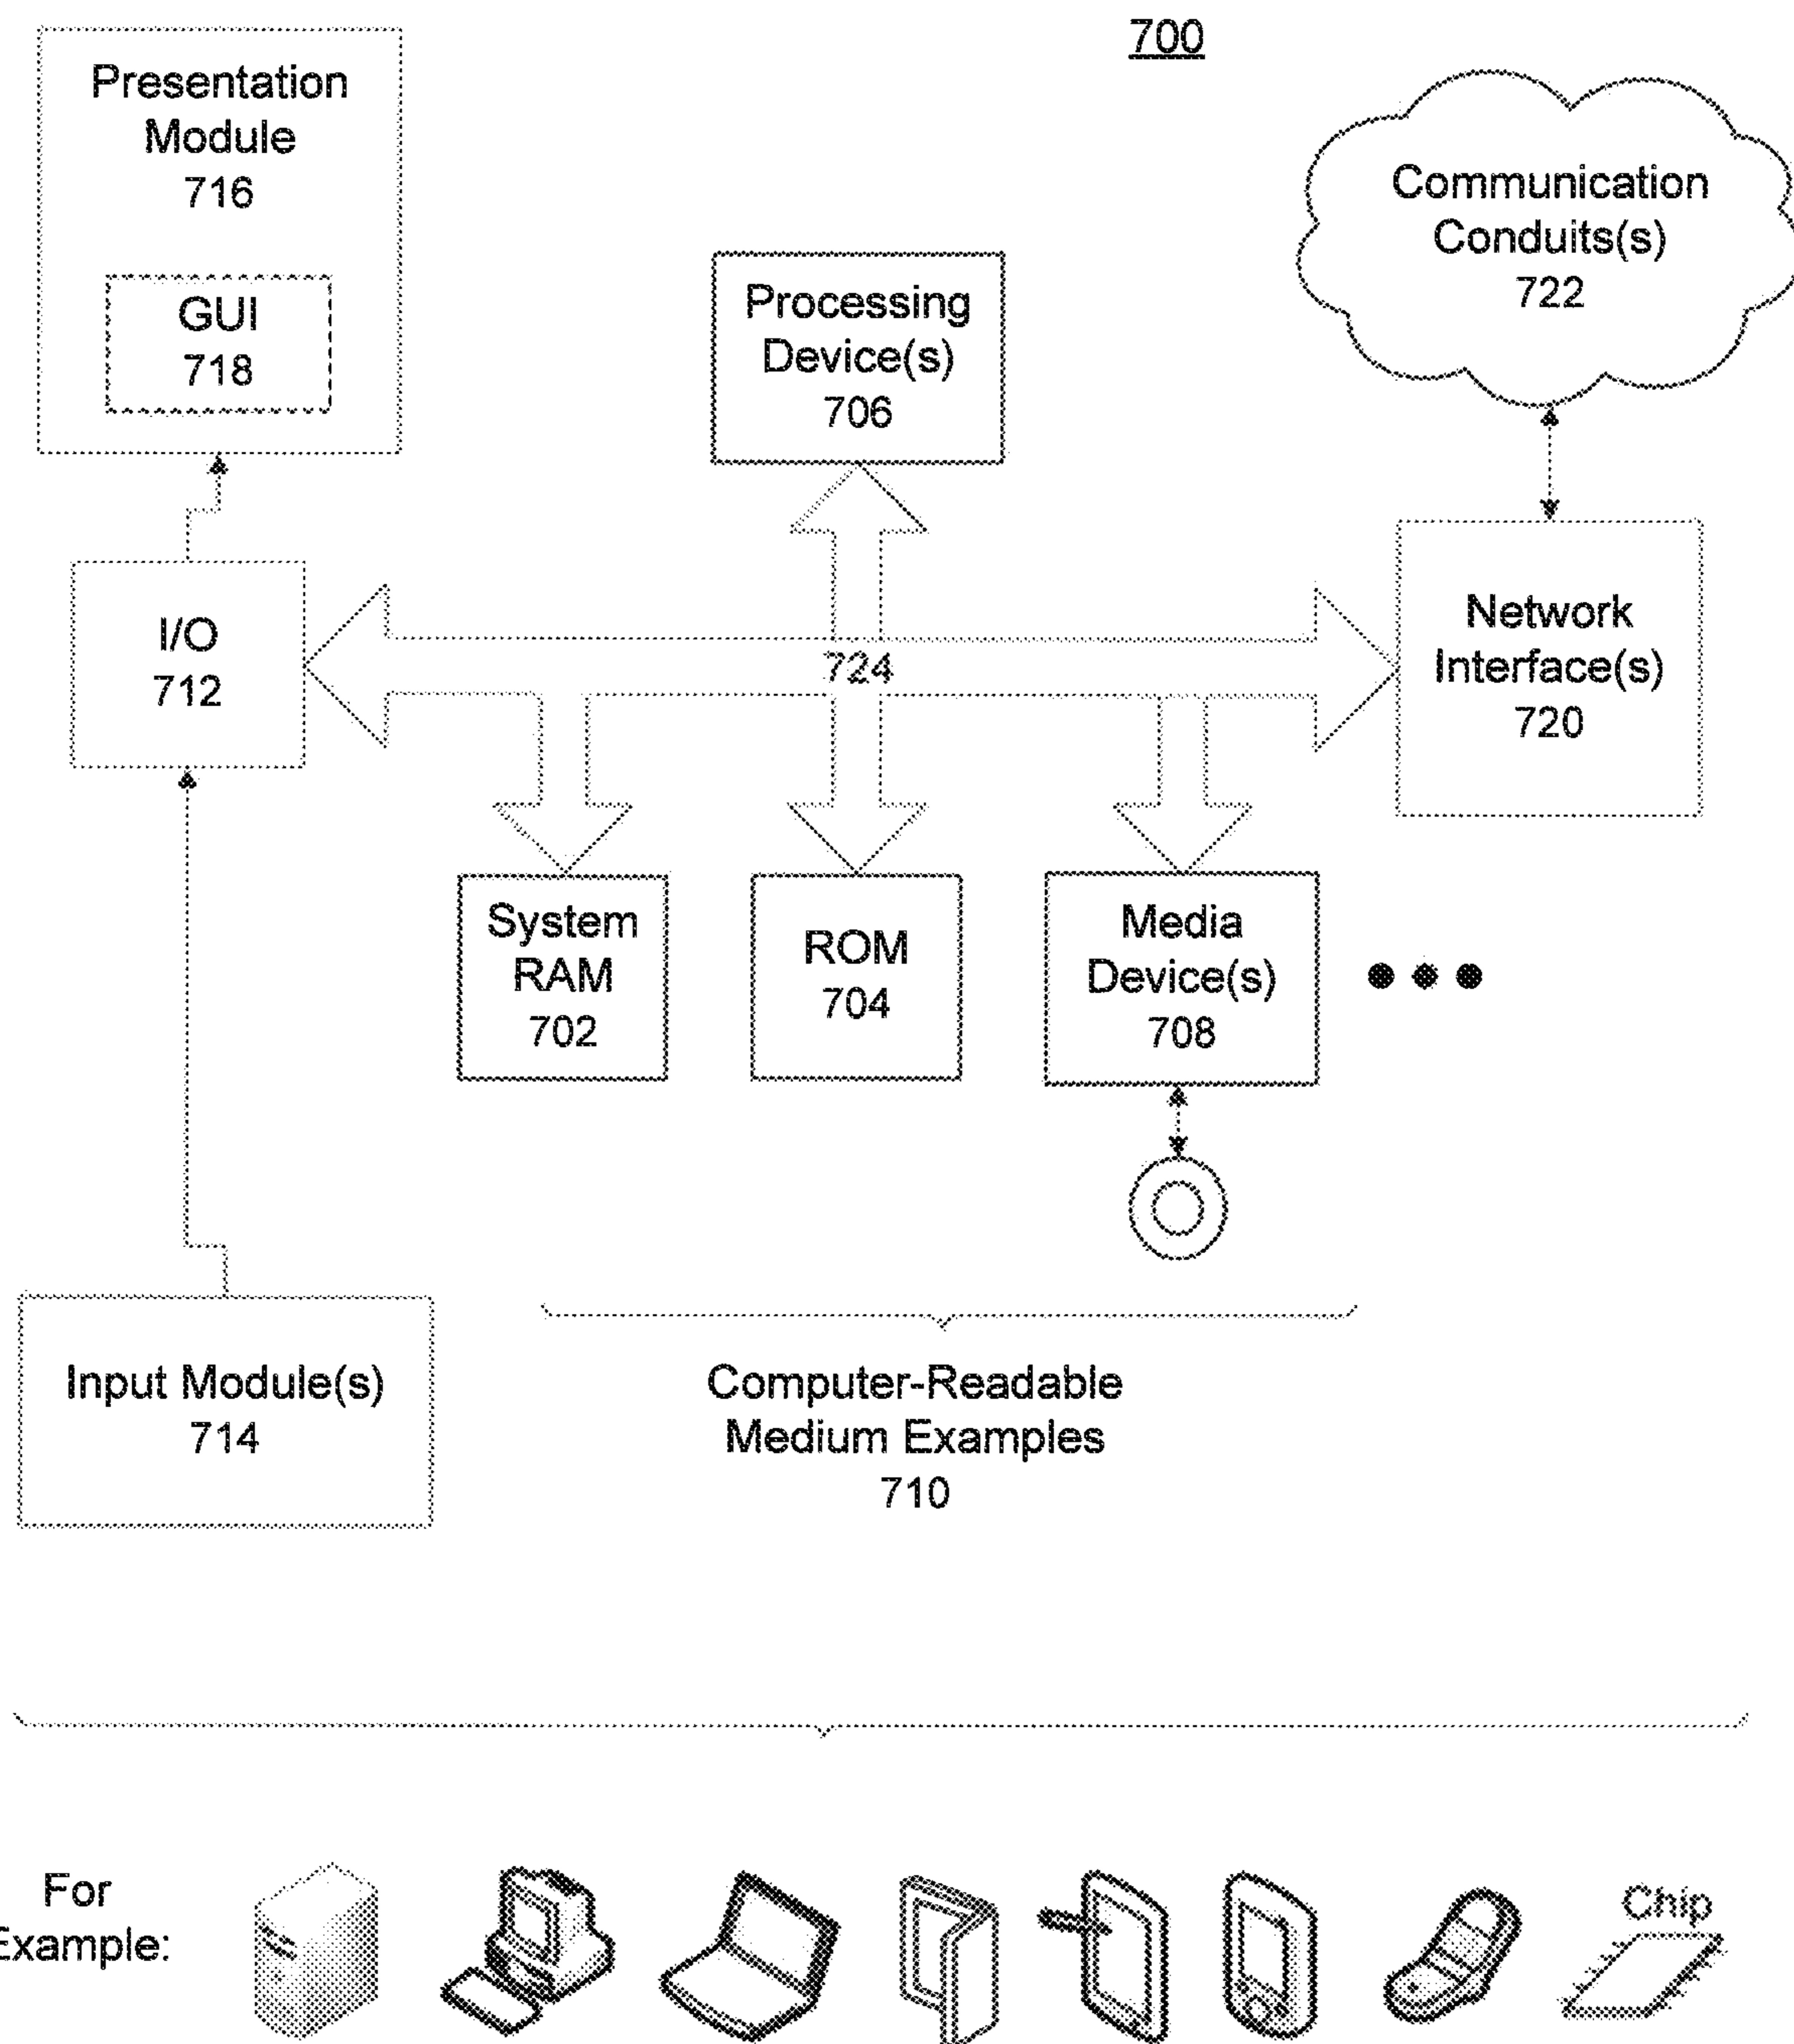 700
Presentation
Module
716
GUI
718
Communication
Conduits(s)
722
Processing
Device(s)
706
I/O
712
724
Network
Interface(s)
720
System
RAM
702
ROM
704
Media
Device(s)
708
Input Module(s)
714
Computer-Readable
Medium Examples
710
For
Example:
Chip